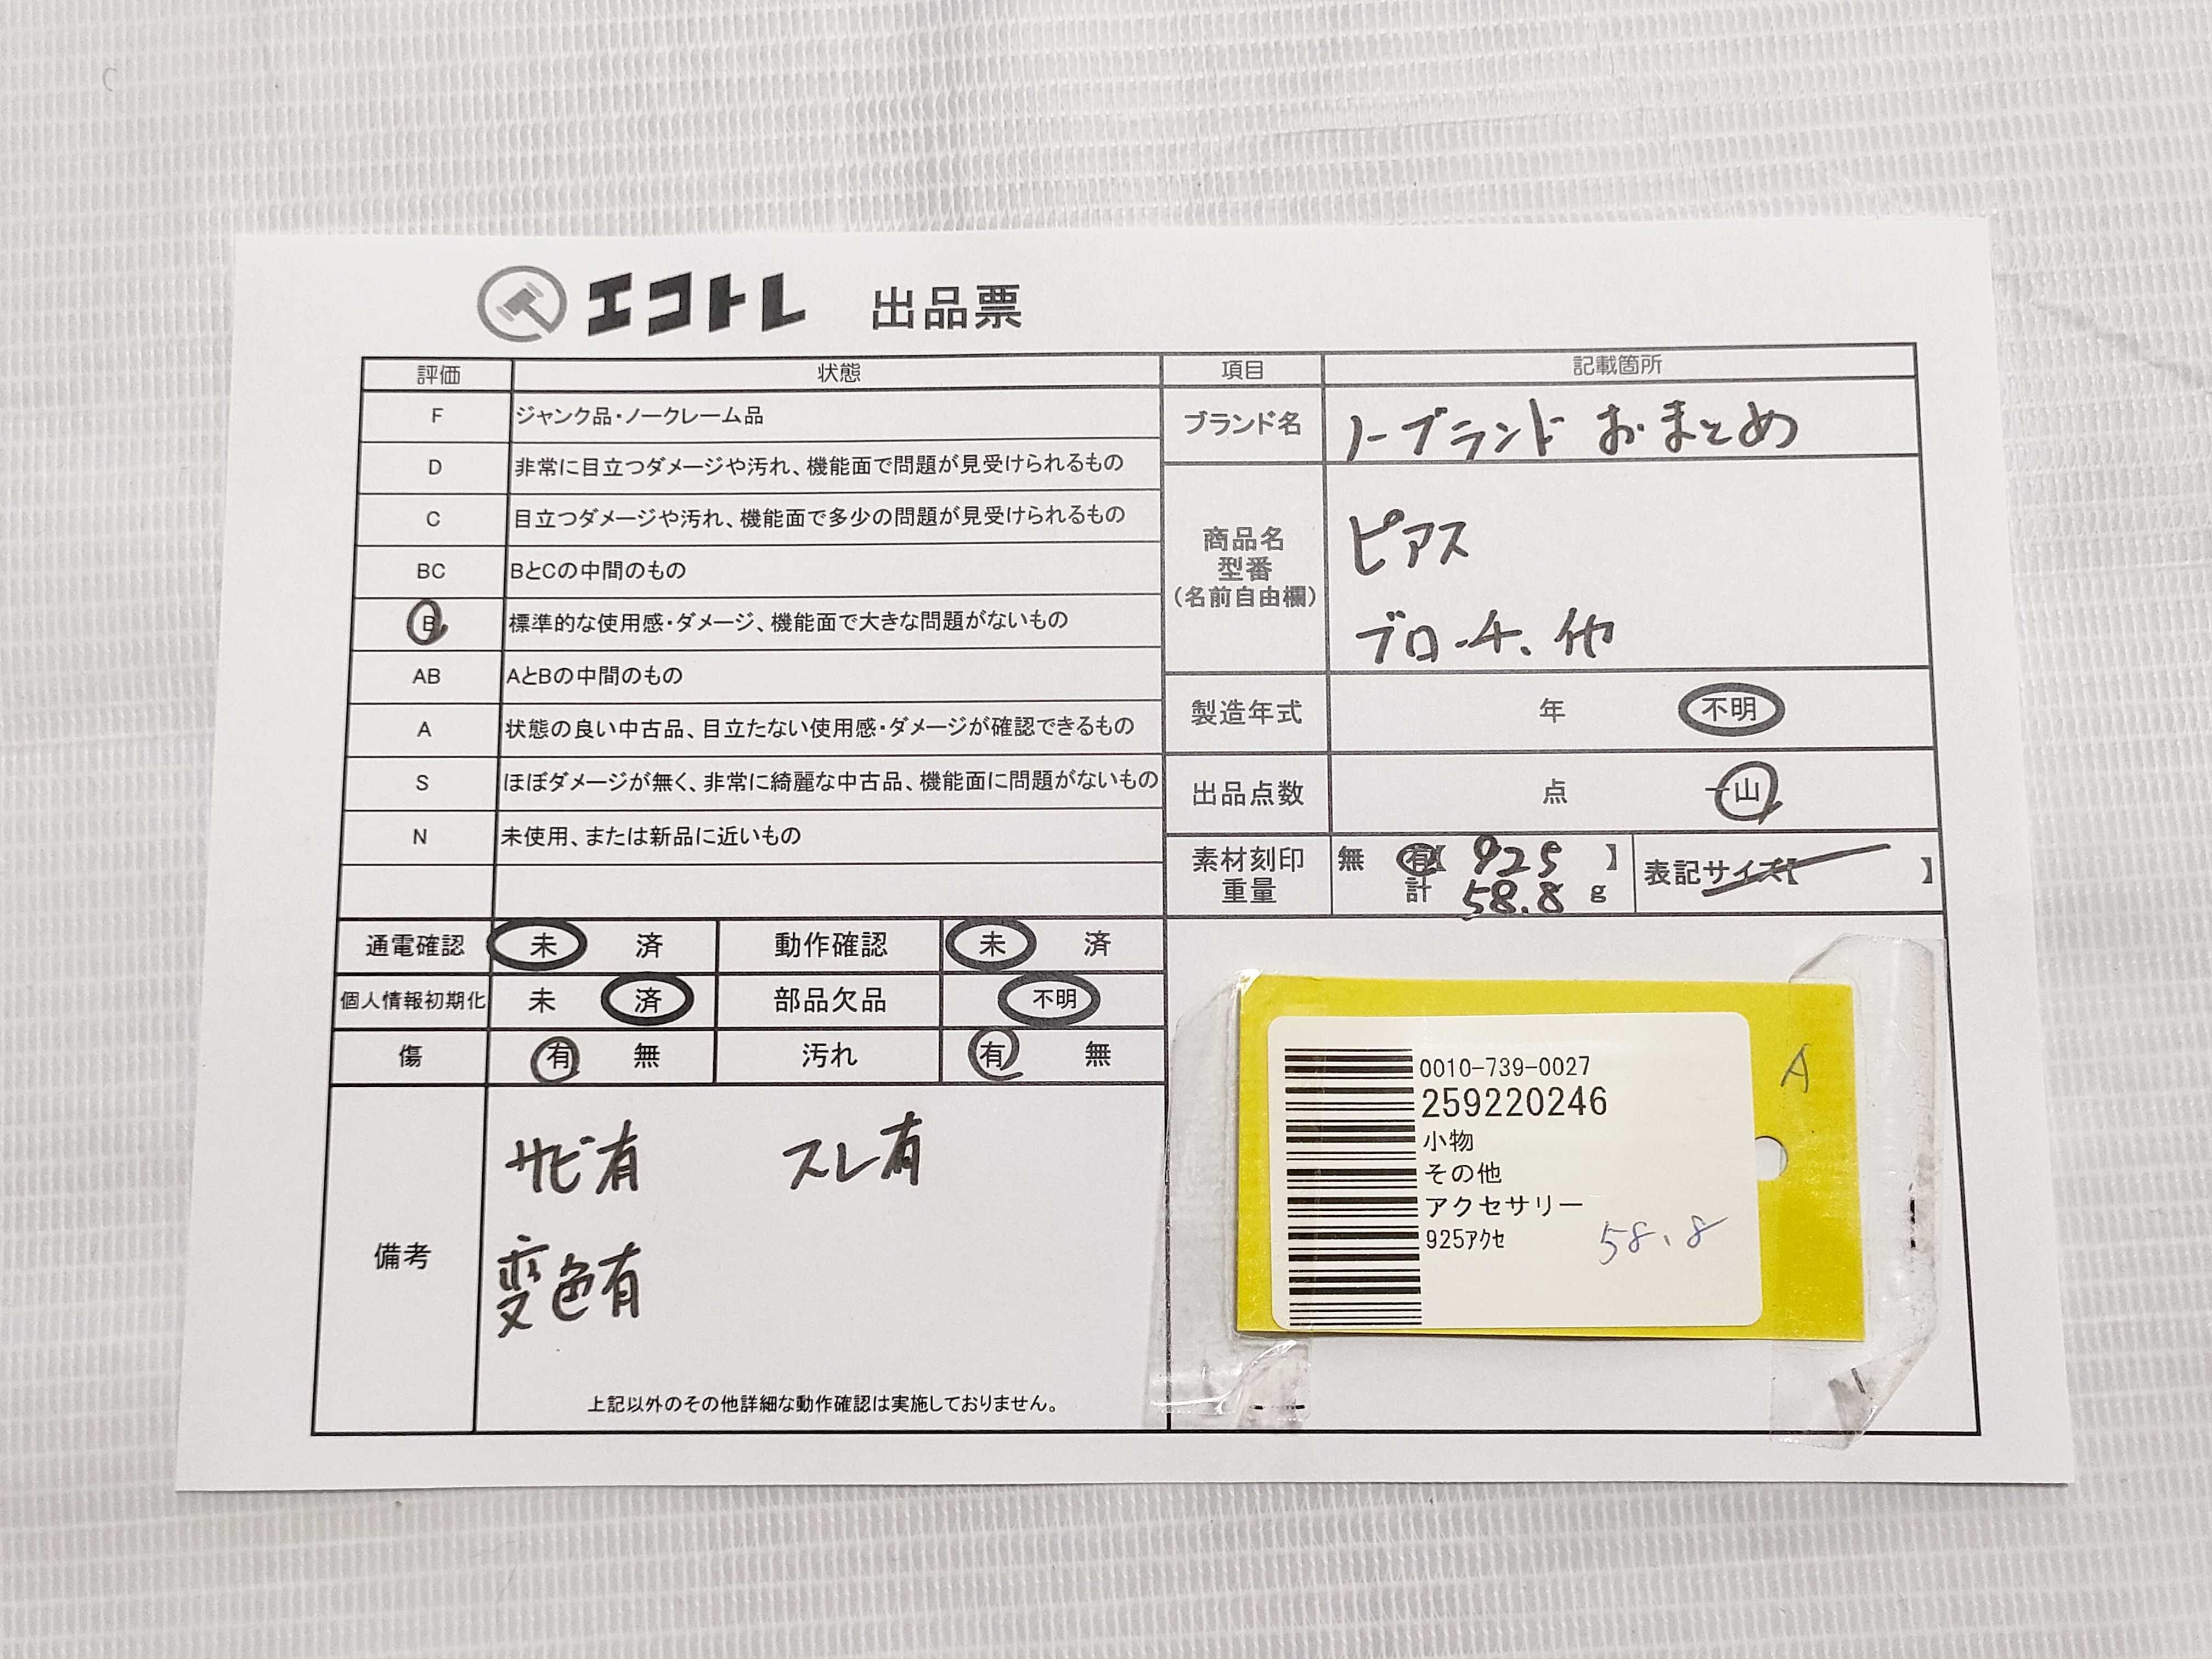 エコトレ 出品票
評価 状態
F ジャンク品・ノークレーム品
D 非常に目立つダメージや汚れ、機能面で問題が見受けられるもの
C 目立つダメージや汚れ、機能面で多少の問題が見受けられるもの
BC BとCの中間のもの
B 標準的な使用感・ダメージ、機能面で大きな問題がないもの
AB AとBの中間のもの
A 状態の良い中古品、目立たない使用感・ダメージが確認できるもの
S ほぼダメージが無く、非常に綺麗な中古品、機能面に問題がないもの
N 未使用、または新品に近いもの
項目 記載箇所
ブランド名 ノーブランド おまとめ
商品名
型番
(名前自由欄)
ピアス
ブローチ、他
製造年式 年 不明
出品点数 点 一山
素材刻印 無 有【 925 】
重量 計 58.8 g
表記サイズ【 】
通電確認 未 済 動作確認 未 済
個人情報初期化 未 済 部品欠品 不明
傷 有 無 汚れ 有 無
備考
サビ有 スレ有
変色有
上記以外のその他詳細な動作確認は実施しておりません。
0010-739-0027
259220246
小物
その他
アクセサリー
925アクセ
58.8
A